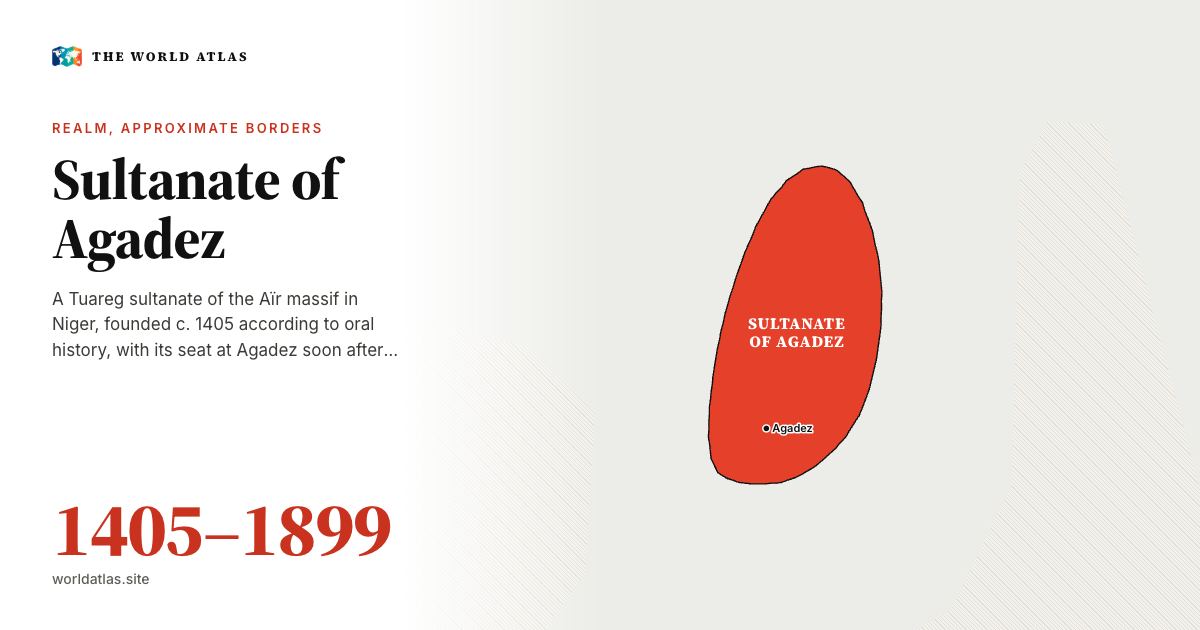 THE WORLD ATLAS
REALM, APPROXIMATE BORDERS
Sultanate of
Agadez
A Tuareg sultanate of the Aïr massif in
Niger, founded c. 1405 according to oral
history, with its seat at Agadez soon after...
1405–1899
worldatlas.site
SULTANATE
OF AGADEZ
Agadez